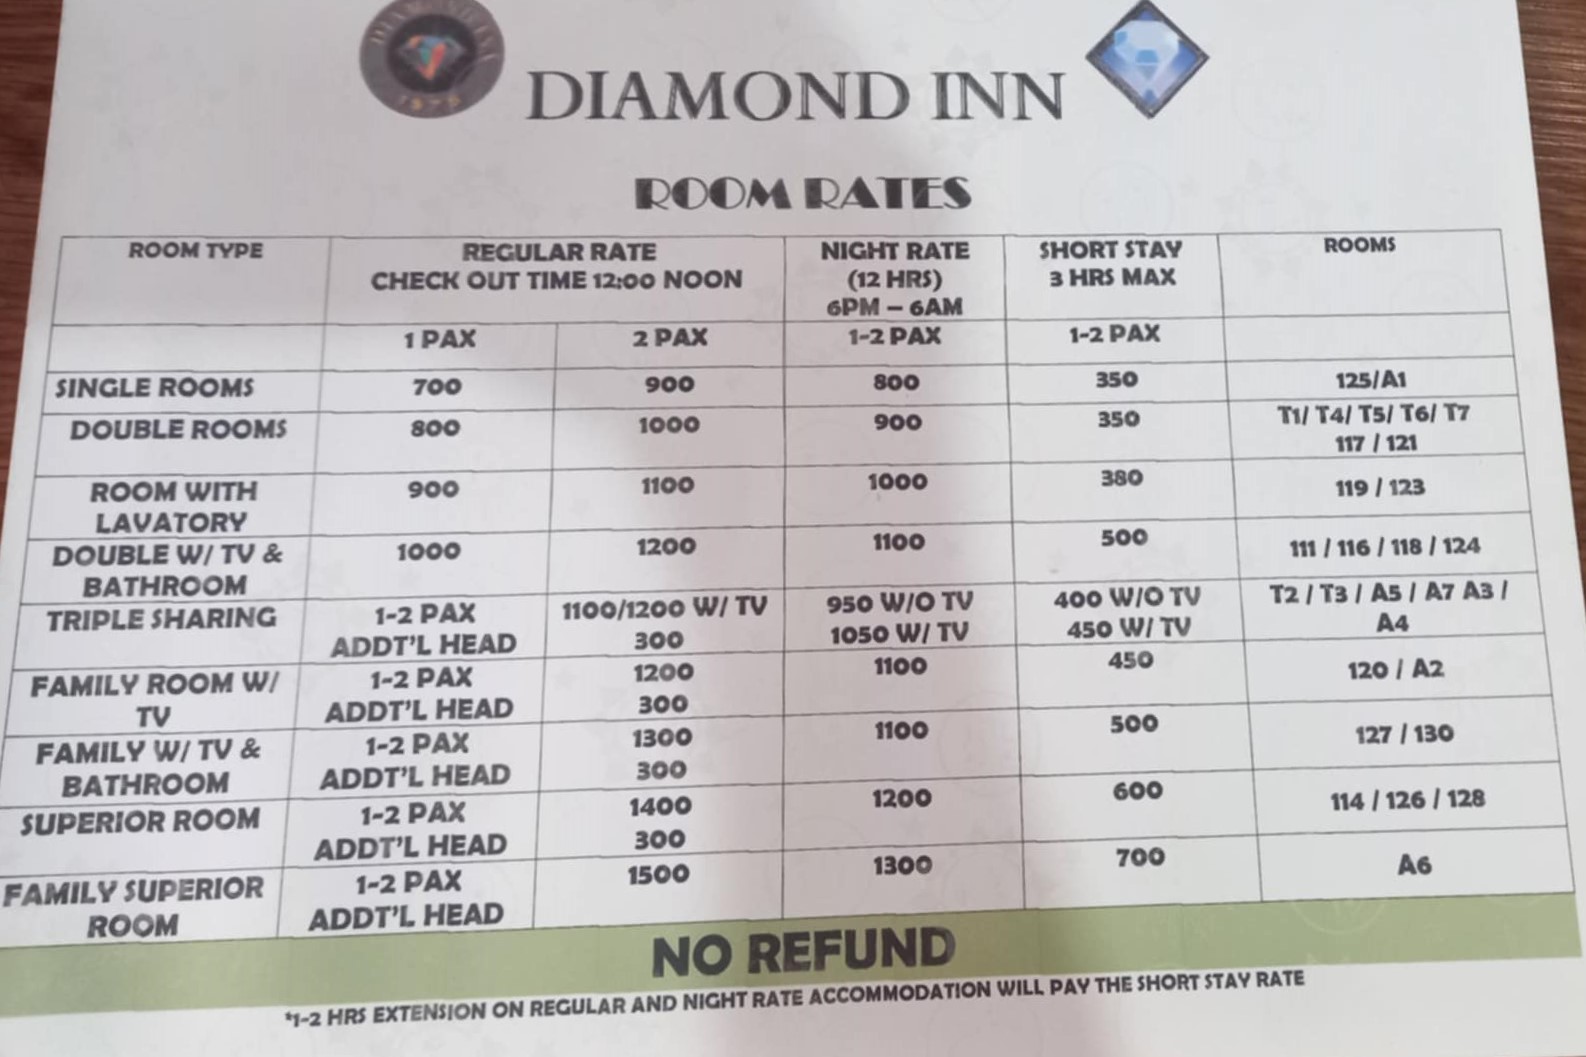 DIAMOND INN
1975
DIAMOND INN
ROOM RATES
ROOM TYPE
REGULAR RATE
CHECK OUT TIME 12:00 NOON
NIGHT RATE
(12 HRS)
6PM – 6AM
SHORT STAY
3 HRS MAX
ROOMS
1 PAX 2 PAX 1-2 PAX 1-2 PAX
SINGLE ROOMS 700 900 800 350 125/A1
DOUBLE ROOMS 800 1000 900 350 T1/ T4/ T5/ T6/ T7
117 / 121
ROOM WITH 900 1100 1000 380 119 / 123
LAVATORY
DOUBLE W/ TV & 1000 1200 1100 500 111 / 116 / 118 / 124
BATHROOM
TRIPLE SHARING 1-2 PAX 1100/1200 W/ TV 950 W/O TV 400 W/O TV T2 / T3 / A5 / A7 A3 /
ADDT'L HEAD 300 1050 W/ TV 450 W/ TV A4
FAMILY ROOM W/ 1-2 PAX 1200 1100 450 120 / A2
TV ADDT'L HEAD 300
FAMILY W/ TV & 1-2 PAX 1300 1100 500 127 / 130
BATHROOM ADDT'L HEAD 300
SUPERIOR ROOM 1-2 PAX 1400 1200 600 114 / 126 / 128
ADDT'L HEAD 300
FAMILY SUPERIOR 1-2 PAX 1500 1300 700 A6
ROOM ADDT'L HEAD
NO REFUND
*1-2 HRS EXTENSION ON REGULAR AND NIGHT RATE ACCOMMODATION WILL PAY THE SHORT STAY RATE